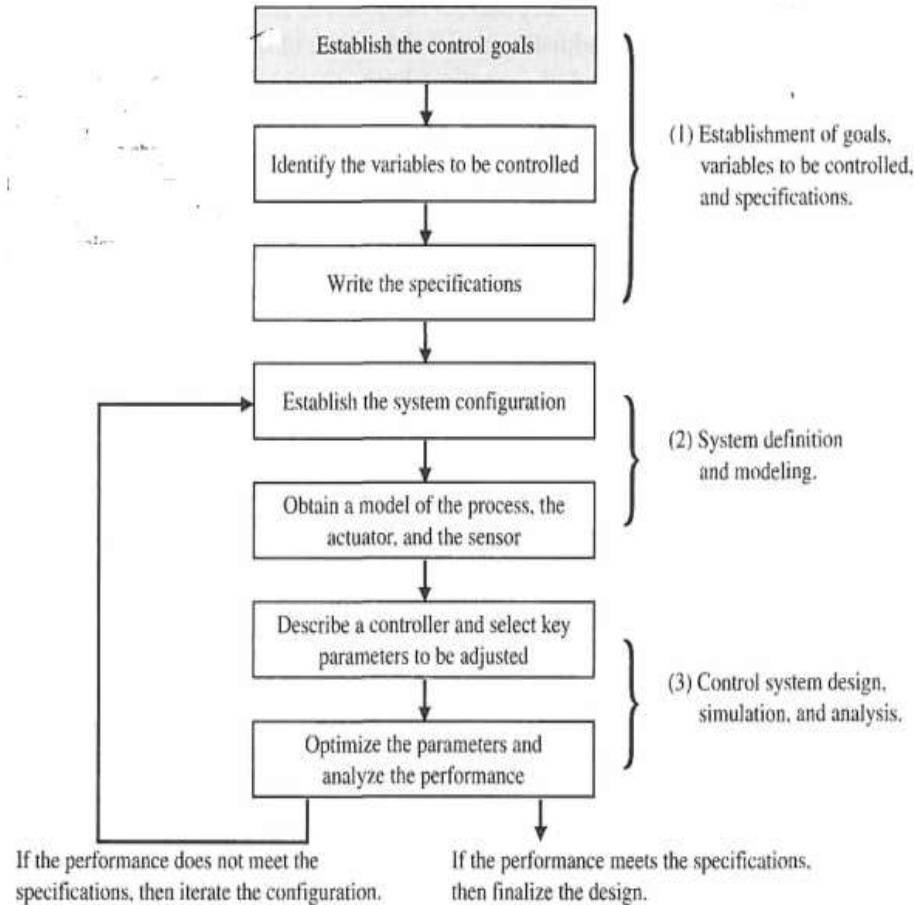 Establish the control goals
Identify the variables to be controlled
Write the specifications
(1) Establishment of goals,
variables to be controlled,
and specifications.
Establish the system configuration
Obtain a model of the process, the
actuator, and the sensor
(2) System definition
and modeling.
Describe a controller and select key
parameters to be adjusted
Optimize the parameters and
analyze the performance
(3) Control system design,
simulation, and analysis.
If the performance does not meet the
specifications, then iterate the configuration.
If the performance meets the specifications,
then finalize the design.